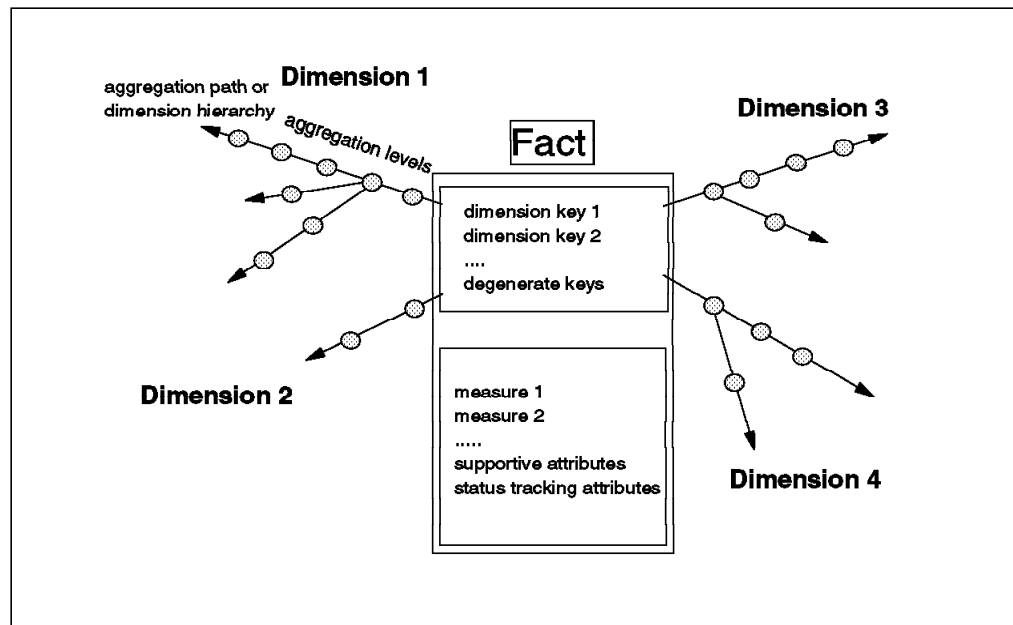 Dimension 1
aggregation path or
dimension hierarchy
aggregation levels
Dimension 3
Fact
dimension key 1
dimension key 2
....
degenerate keys
Dimension 2
measure 1
measure 2
.....
supportive attributes
status tracking attributes
Dimension 4